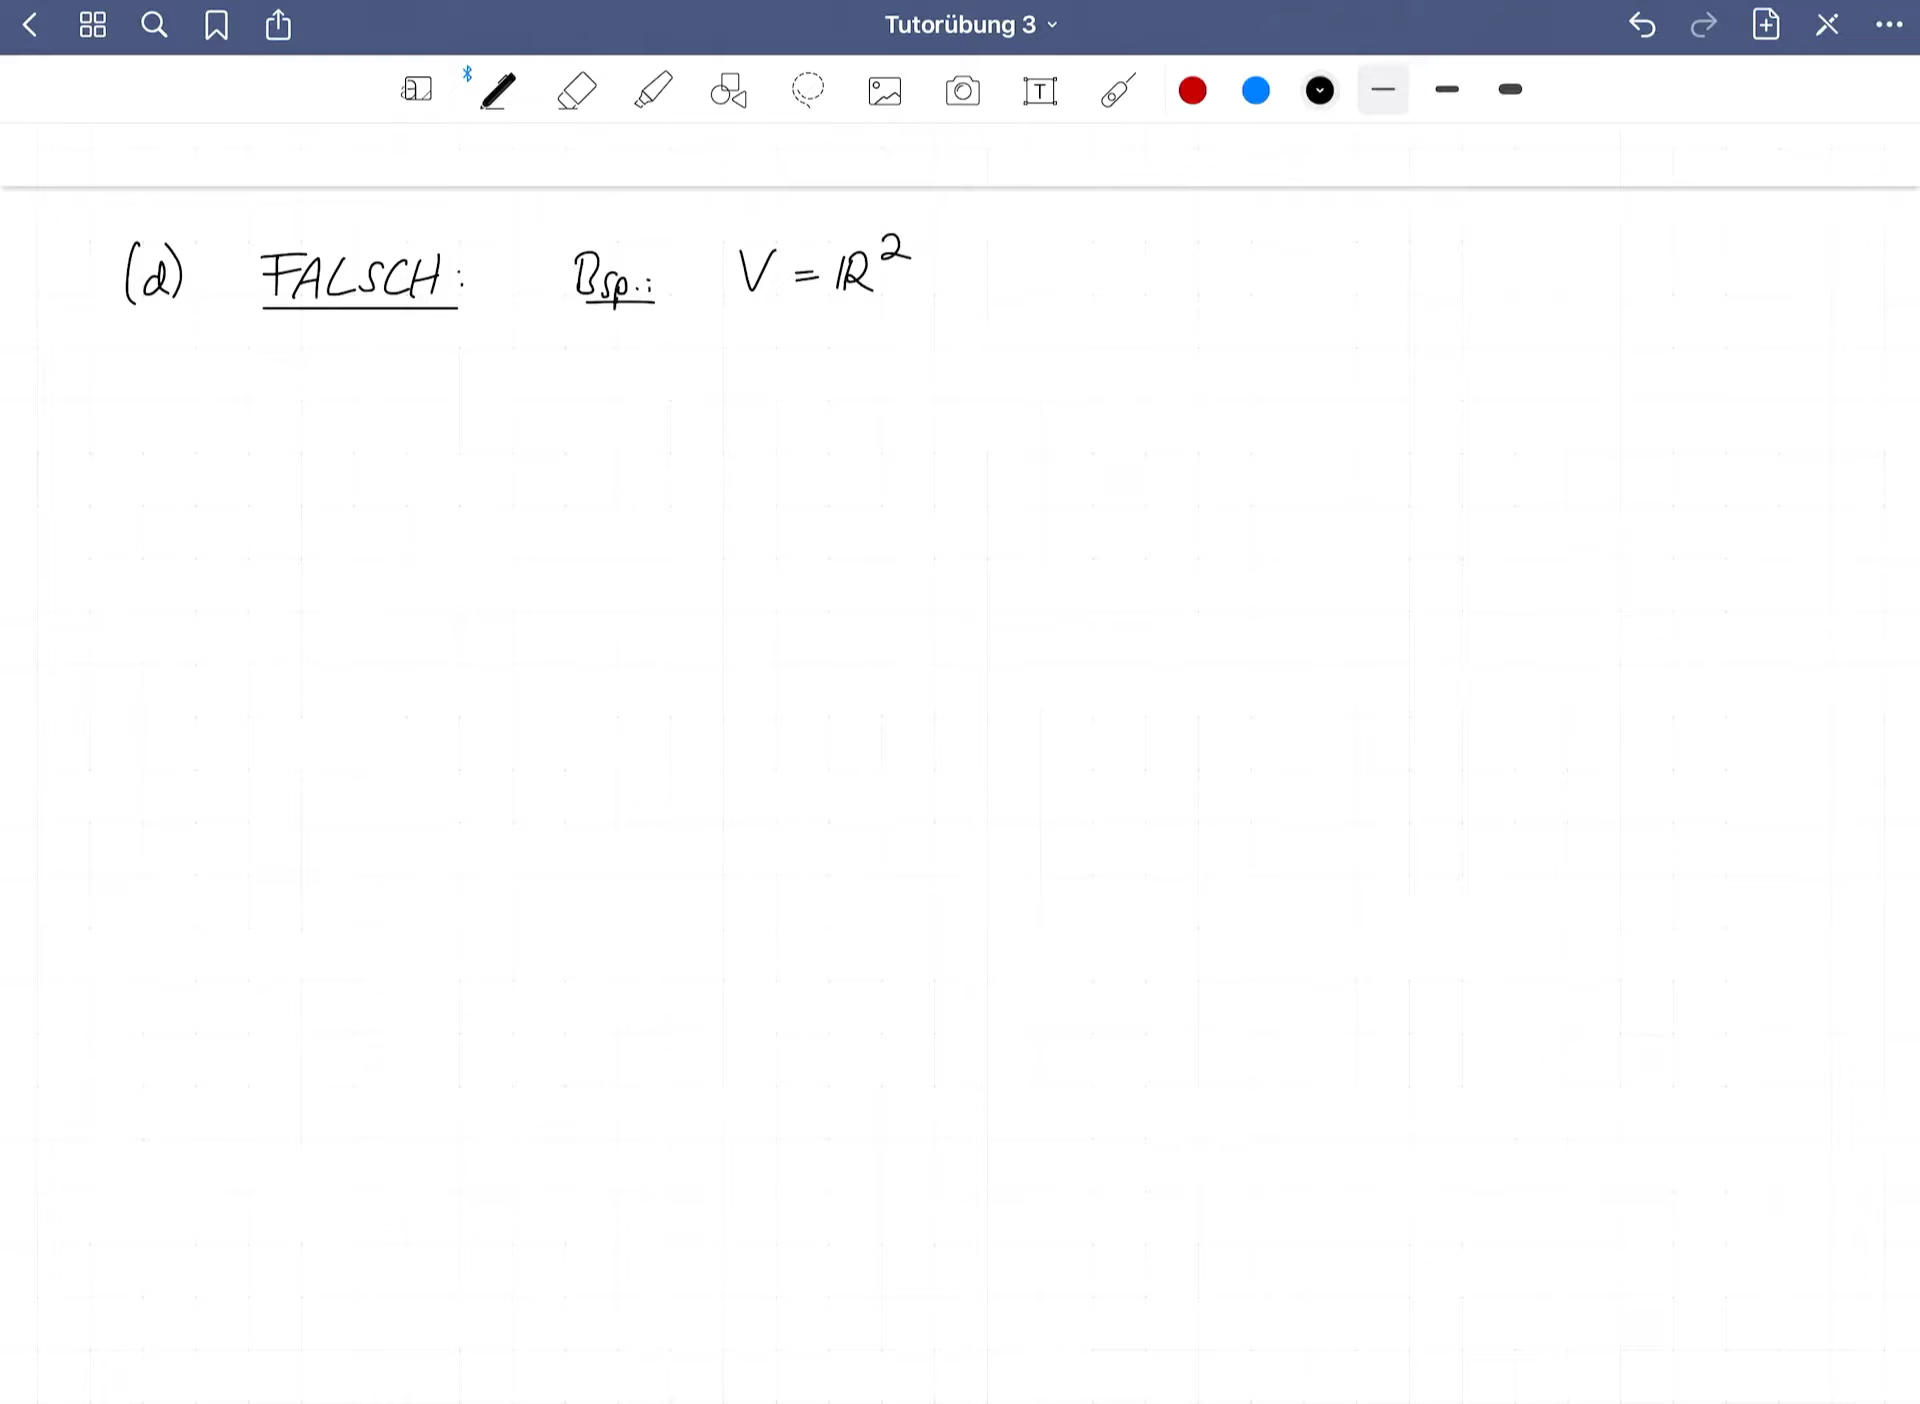 Tutorübung 3
(d) FALSCH: Bsp.: V = ℝ²